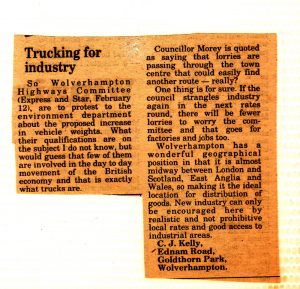 Trucking for
industry
So Wolverhampton
Highways Committee
(Express and Star, February
12), are to protest to the
environment department
about the proposed increase
in vehicle weights. What
their qualifications are on
the subject I do not know, but
would guess that few of them
are involved in the day to day
movement of the British
economy and that is exactly
what trucks are.
Councillor Morey is quoted
as saying that lorries are
passing through the town
centre that could easily find
another route — really?
One thing is for sure. If the
council strangles industry
again in the next rates
round, there will be fewer
lorries to worry the com-
mittee and that goes for
factories and jobs too.
Wolverhampton has a
wonderful geographical
position in that it is almost
midway between London and
Scotland, East Anglia and
Wales, so making it the ideal
location for distribution of
goods. New industry can only
be encouraged here by
realistic and not prohibitive
local rates and good access to
industrial areas.
C. J. Kelly,
Ednam Road,
Goldthorn Park,
Wolverhampton.